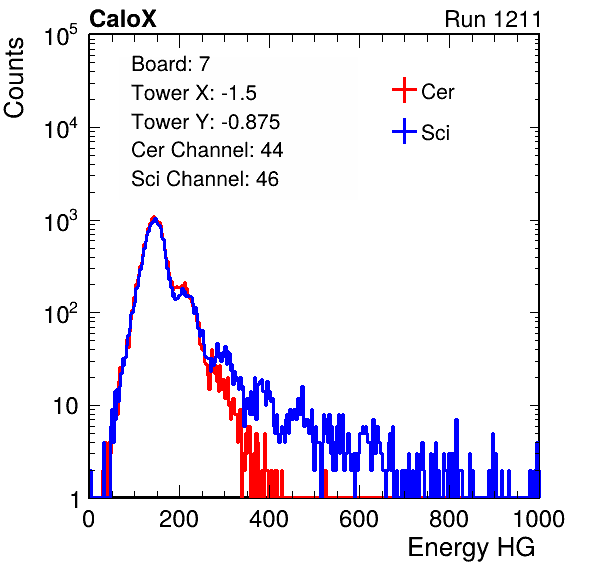 CaloX Run 1211
Counts
10^5
10^4
10^3
10^2
10
1
Board: 7
Tower X: -1.5
Tower Y: -0.875
Cer Channel: 44
Sci Channel: 46
Cer
Sci
0 200 400 600 800 1000
Energy HG